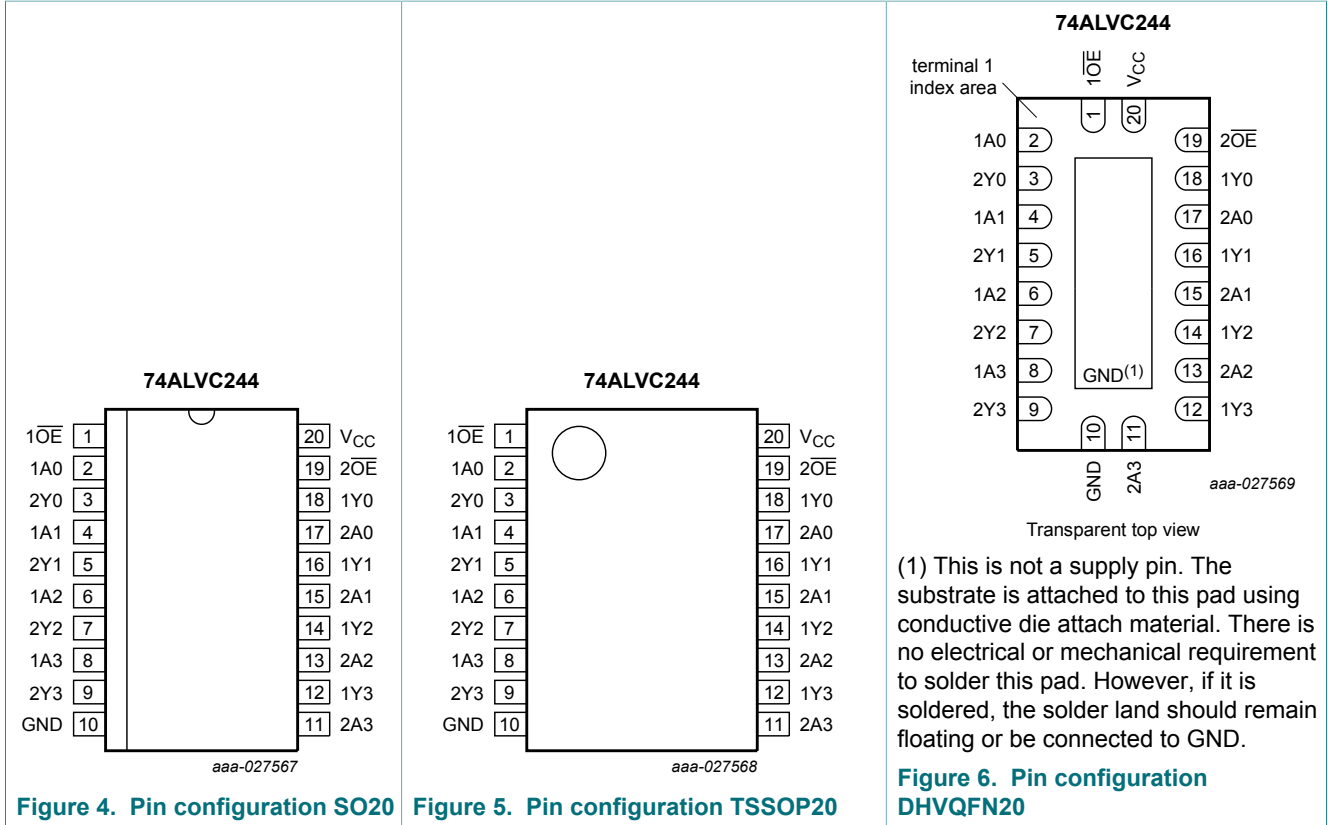 74ALVC244
1O̅E̅ 1
1A0 2
2Y0 3
1A1 4
2Y1 5
1A2 6
2Y2 7
1A3 8
2Y3 9
GND 10
20 VCC
19 2O̅E̅
18 1Y0
17 2A0
16 1Y1
15 2A1
14 1Y2
13 2A2
12 1Y3
11 2A3
aaa-027567
Figure 4. Pin configuration SO20
74ALVC244
1O̅E̅ 1
1A0 2
2Y0 3
1A1 4
2Y1 5
1A2 6
2Y2 7
1A3 8
2Y3 9
GND 10
20 VCC
19 2O̅E̅
18 1Y0
17 2A0
16 1Y1
15 2A1
14 1Y2
13 2A2
12 1Y3
11 2A3
aaa-027568
Figure 5. Pin configuration TSSOP20
74ALVC244
terminal 1
index area
1O̅E̅ 1
VCC 20
1A0 2
2Y0 3
1A1 4
2Y1 5
1A2 6
2Y2 7
1A3 8
2Y3 9
19 2O̅E̅
18 1Y0
17 2A0
16 1Y1
15 2A1
14 1Y2
13 2A2
12 1Y3
GND(1)
GND 10
2A3 11
aaa-027569
Transparent top view
(1) This is not a supply pin. The
substrate is attached to this pad using
conductive die attach material. There is
no electrical or mechanical requirement
to solder this pad. However, if it is
soldered, the solder land should remain
floating or be connected to GND.
Figure 6. Pin configuration
DHVQFN20